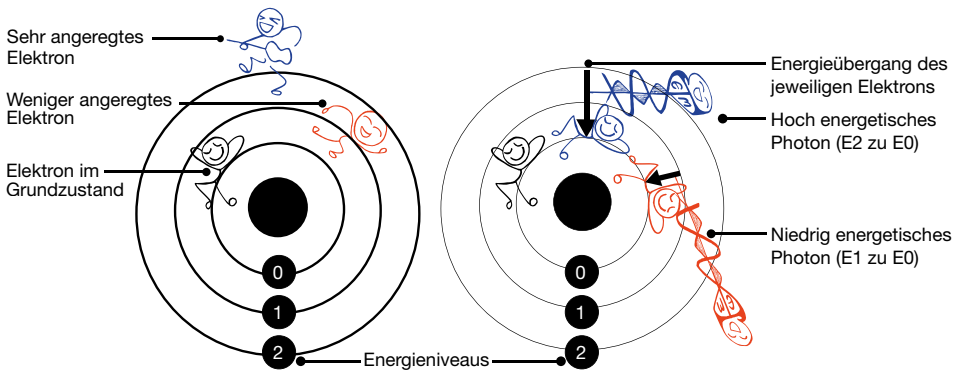 Sehr angeregtes
Elektron
Weniger angeregtes
Elektron
Elektron im
Grundzustand
0
1
2
Energieniveaus
0
1
2
Energieübergang des
jeweiligen Elektrons
Hoch energetisches
Photon (E2 zu E0)
Niedrig energetisches
Photon (E1 zu E0)